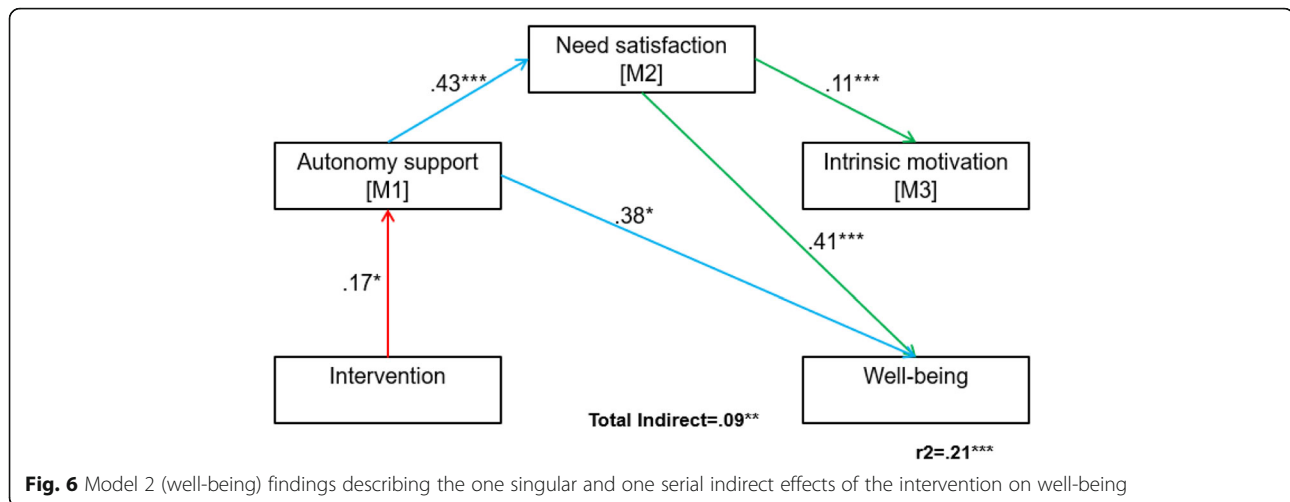 Need satisfaction
[M2]
.43***
.11***
Autonomy support
[M1]
Intrinsic motivation
[M3]
.38*
.41***
.17*
Intervention
Well-being
Total Indirect=.09**
r2=.21***
Fig. 6 Model 2 (well-being) findings describing the one singular and one serial indirect effects of the intervention on well-being